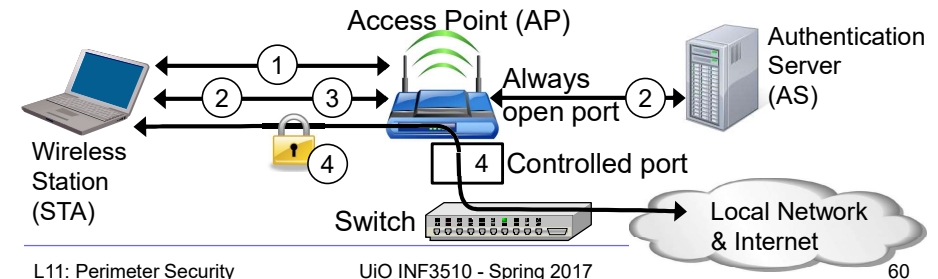 Access Point (AP)
1
2
3
Always
open port
2
Authentication
Server
(AS)
Wireless
Station
(STA)
4
4
Controlled port
Switch
Local Network
& Internet
L11: Perimeter Security
UiO INF3510 - Spring 2017
60